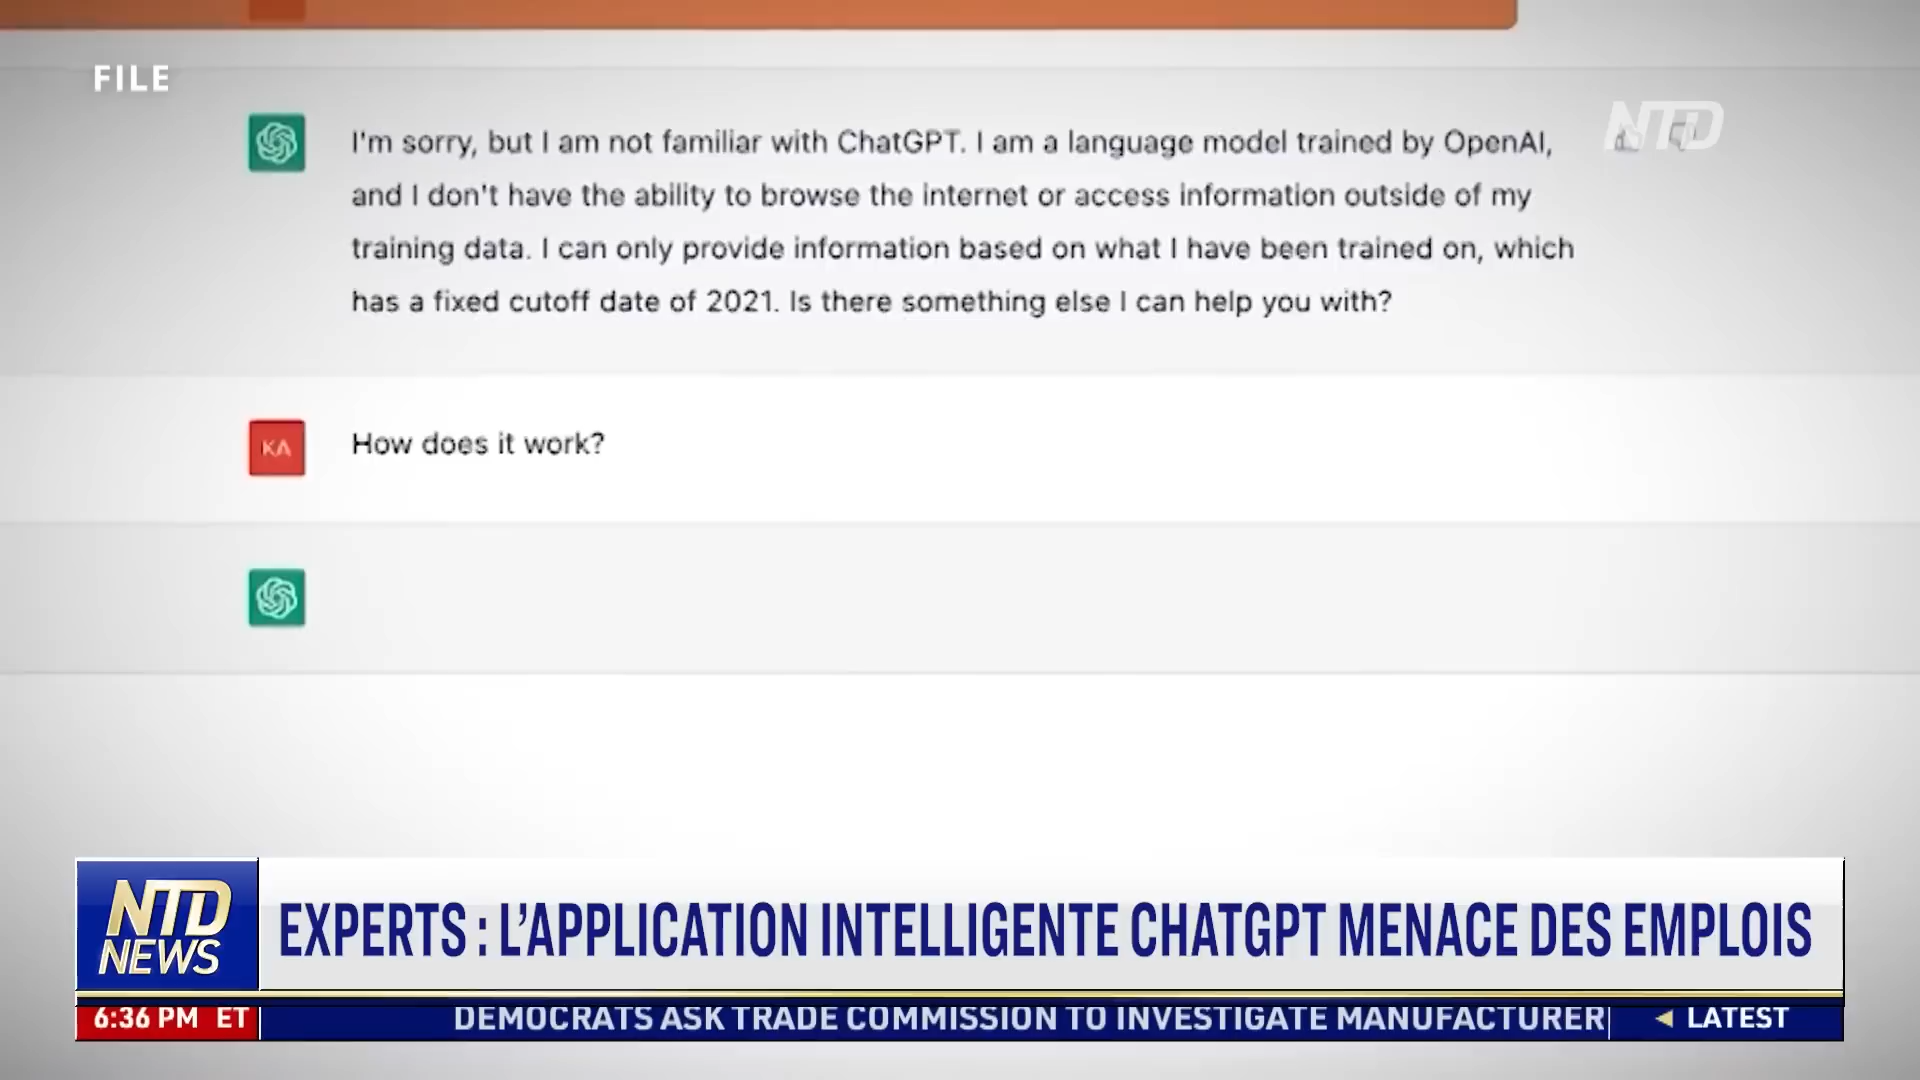 FILE
NTD
I'm sorry, but I am not familiar with ChatGPT. I am a language model trained by OpenAI,
and I don't have the ability to browse the internet or access information outside of my
training data. I can only provide information based on what I have been trained on, which
has a fixed cutoff date of 2021. Is there something else I can help you with?
KA
How does it work?
NTD
NEWS
EXPERTS : L’APPLICATION INTELLIGENTE CHATGPT MENACE DES EMPLOIS
6:36 PM ET
DEMOCRATS ASK TRADE COMMISSION TO INVESTIGATE MANUFACTURER
LATEST